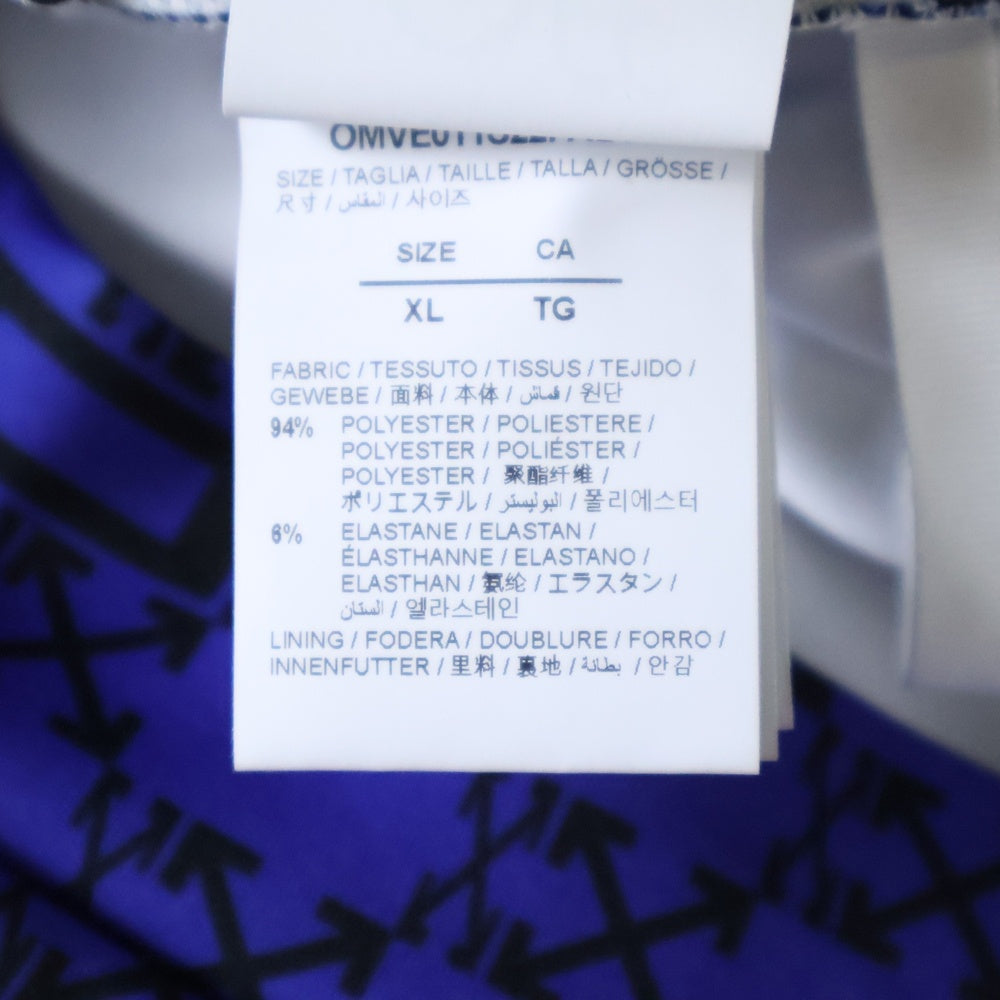 SIZE / TAGLIA / TAILLE / TALLA / GRÖSSE /
尺寸 / المقاس / 사이즈
SIZE CA
XL TG
FABRIC / TESSUTO / TISSUS / TEJIDO /
GEWEBE / 面料 / 本体 / قماش / 원단
94% POLYESTER / POLIESTERE /
POLYESTER / POLIÉSTER /
POLYESTER / 聚酯纤维 /
ポリエステル / البوليستر / 폴리에스터
6% ELASTANE / ELASTAN /
ÉLASTHANNE / ELASTANO /
ELASTHAN / 氨纶 / エラスタン /
الستان / 엘라스테인
LINING / FODERA / DOUBLURE / FORRO /
INNENFUTTER / 里料 / 裏地 / بطانة / 안감